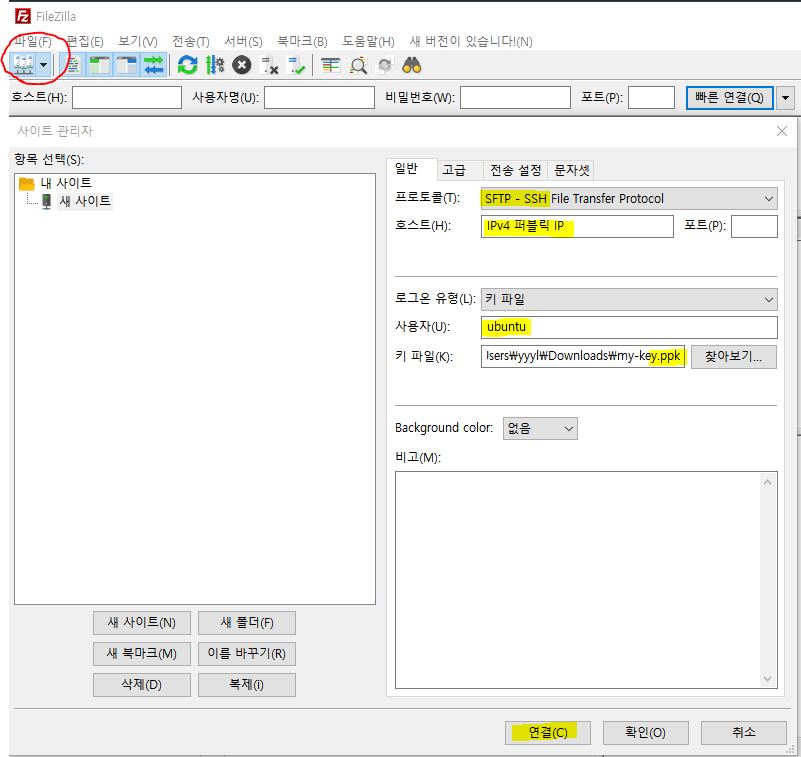 FileZilla
파일(F) 편집(E) 보기(V) 전송(T) 서버(S) 북마크(B) 도움말(H) 새 버전이 있습니다!(N)
호스트(H): 사용자명(U): 비밀번호(W): 포트(P): 빠른 연결(Q)
사이트 관리자
항목 선택(S):
내 사이트
새 사이트
새 사이트(N) 새 폴더(F)
새 북마크(M) 이름 바꾸기(R)
삭제(D) 복제(i)
일반 고급 전송 설정 문자셋
프로토콜(T): SFTP - SSH File Transfer Protocol
호스트(H): IPv4 퍼블릭 IP 포트(P):
로그온 유형(L): 키 파일
사용자(U): ubuntu
키 파일(K): lsers₩yyyl₩Downloads₩my-key.ppk 찾아보기...
Background color: 없음
비고(M):
연결(C) 확인(O) 취소